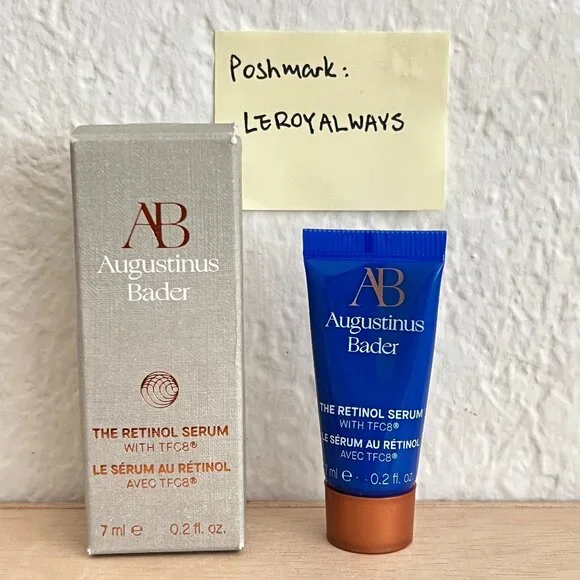 Poshmark:
LEROYALWAYS
AB
Augustinus
Bader
THE RETINOL SERUM
WITH TFC8®
LE SÉRUM AU RÉTINOL
AVEC TFC8®
7 ml e 0.2 fl. oz.
AB
Augustinus
Bader
THE RETINOL SERUM
WITH TFC8®
LE SÉRUM AU RÉTINOL
AVEC TFC8®
ml e 0.2 fl. oz.